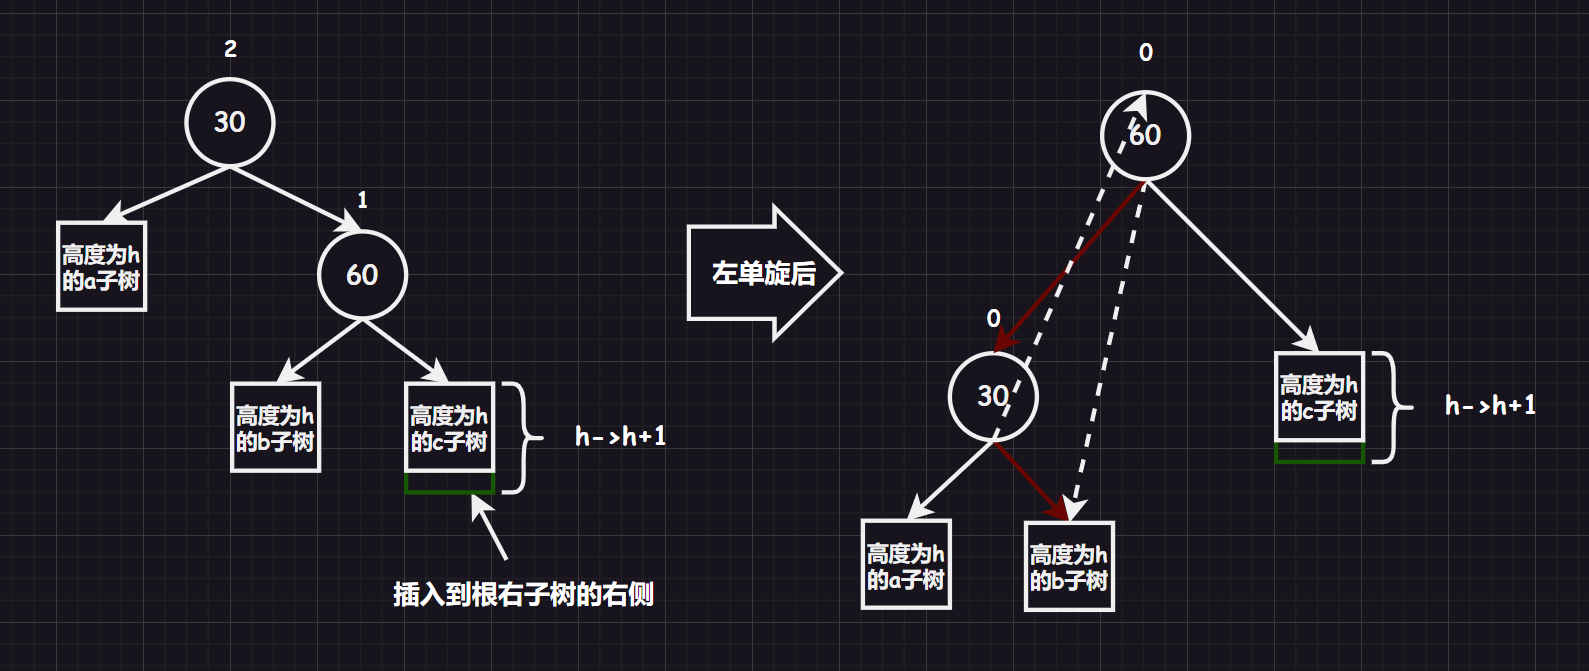 2
30
1
高度为h
的a子树
60
高度为h
的b子树
高度为h
的c子树
h->h+1
插入到根右子树的右侧
左单旋后
0
60
0
30
高度为h
的a子树
高度为h
的b子树
高度为h
的c子树
h->h+1